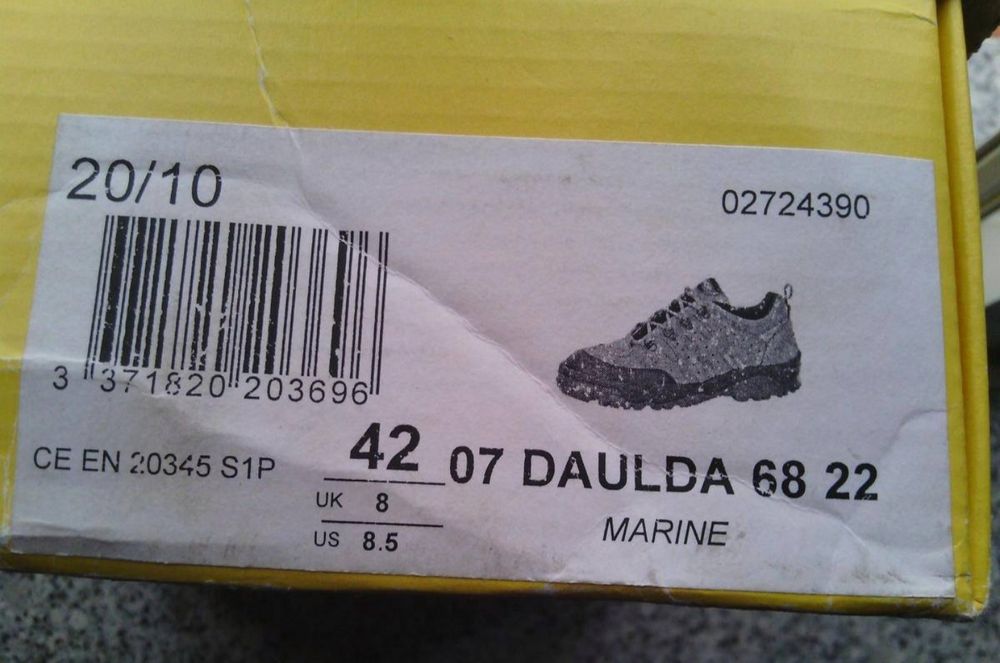 20/10
02724390
3 371820 203696
CE EN 20345 S1P
42
07 DAULDA 68 22
UK 8
MARINE
US 8.5